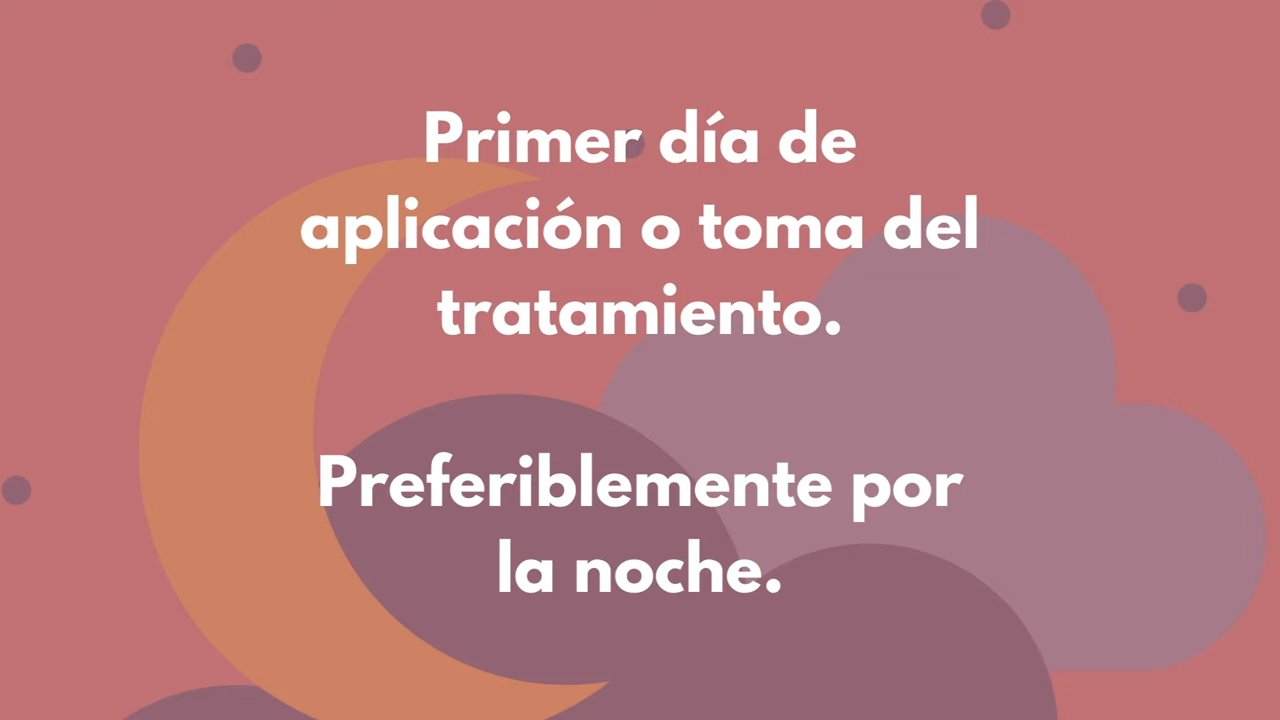 Primer día de
aplicación o toma del
tratamiento.
Preferiblemente por
la noche.